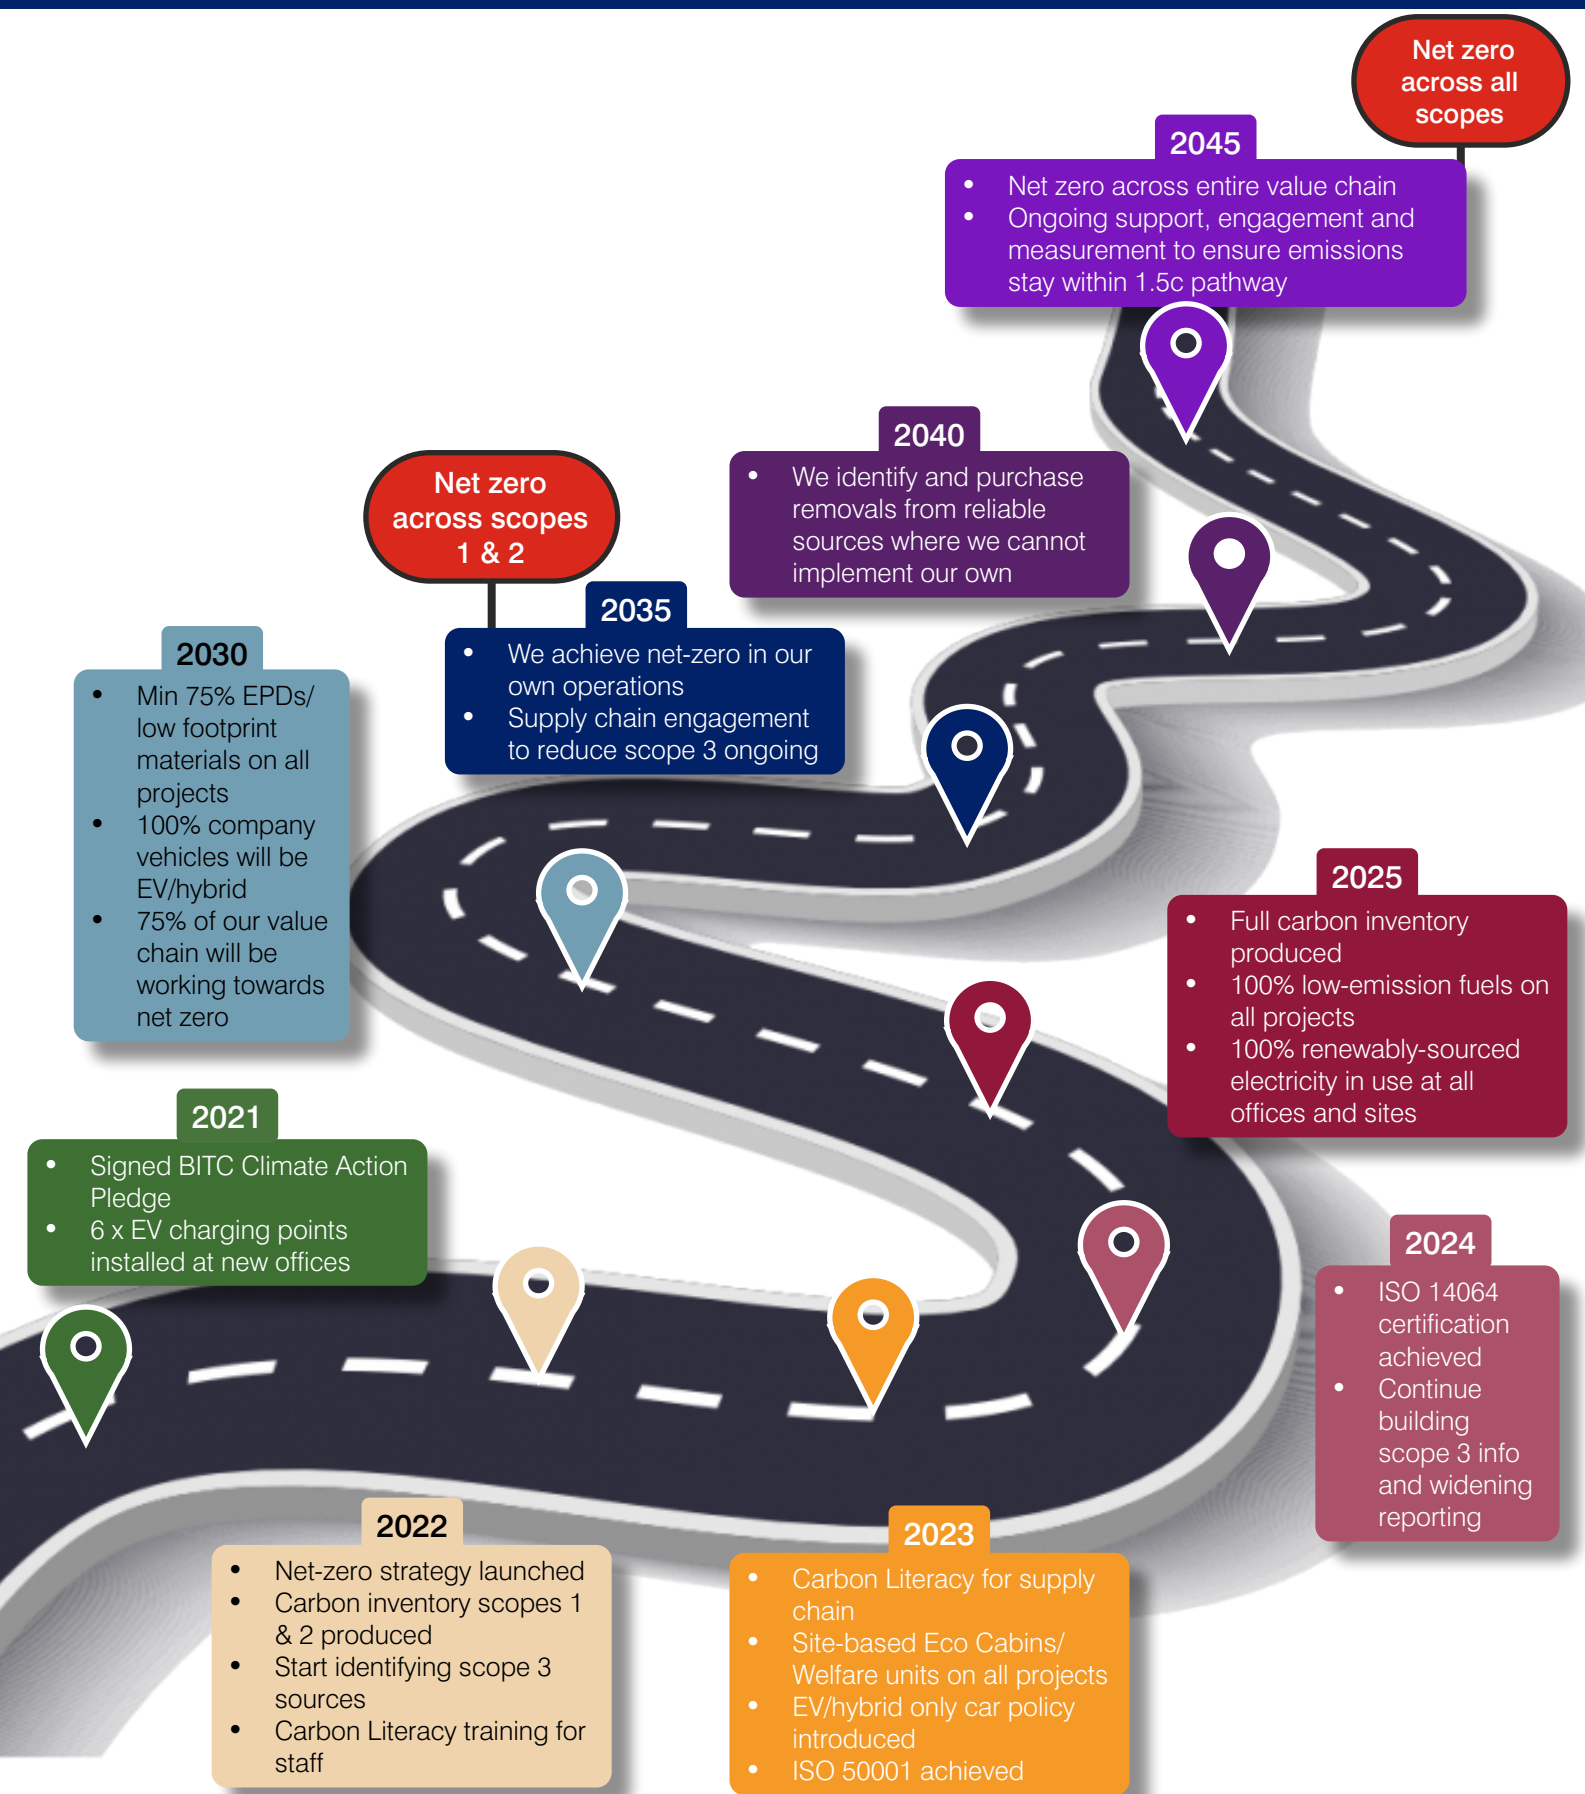 Net zero
across all
scopes
2045
• Net zero across entire value chain
• Ongoing support, engagement and
measurement to ensure emissions
stay within 1.5c pathway
2040
• We identify and purchase
removals from reliable
sources where we cannot
implement our own
Net zero
across scopes
1 & 2
2035
• We achieve net-zero in our
own operations
• Supply chain engagement
to reduce scope 3 ongoing
2030
• Min 75% EPDs/
low footprint
materials on all
projects
• 100% company
vehicles will be
EV/hybrid
• 75% of our value
chain will be
working towards
net zero
2025
• Full carbon inventory
produced
• 100% low-emission fuels on
all projects
• 100% renewably-sourced
electricity in use at all
offices and sites
2021
• Signed BITC Climate Action
Pledge
• 6 x EV charging points
installed at new offices
2024
• ISO 14064
certification
achieved
• Continue
building
scope 3 info
and widening
reporting
2022
• Net-zero strategy launched
• Carbon inventory scopes 1
& 2 produced
• Start identifying scope 3
sources
• Carbon Literacy training for
staff
2023
• Carbon Literacy for supply
chain
• Site-based Eco Cabins/
Welfare units on all projects
• EV/hybrid only car policy
introduced
• ISO 50001 achieved